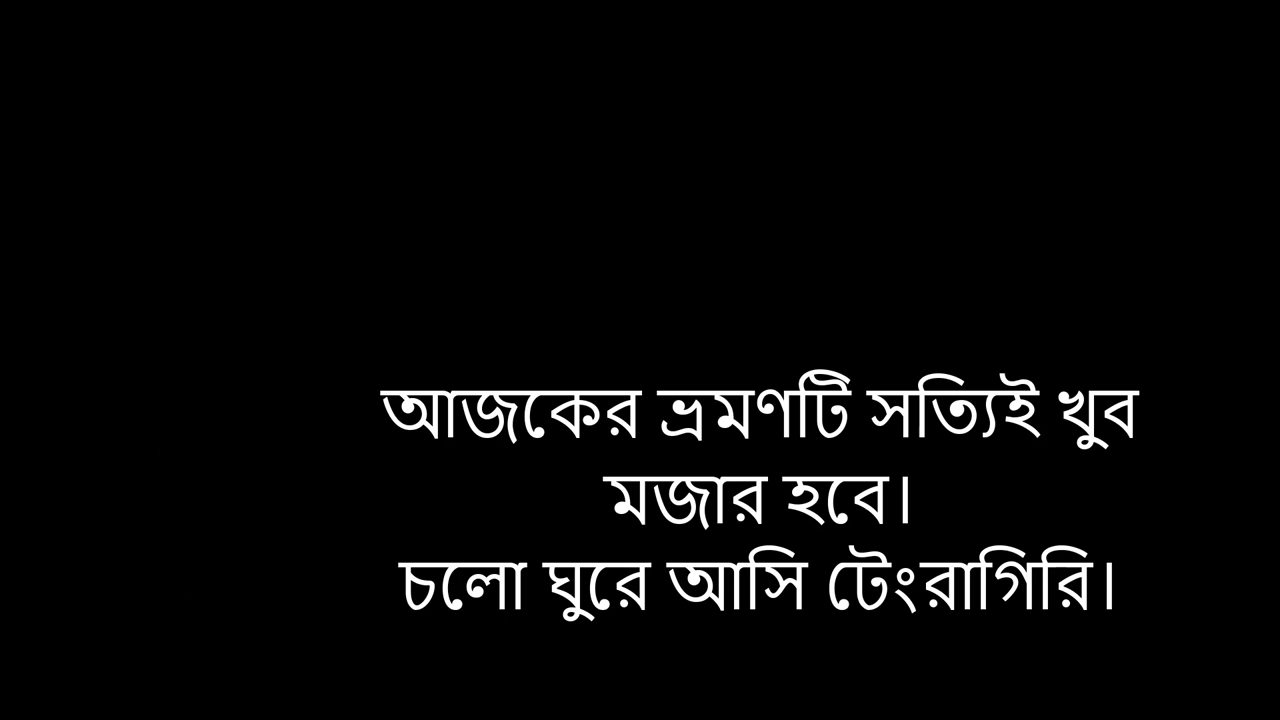 আজকের ভ্রমণটি সত্যিই খুব
মজার হবে।
চলো ঘুরে আসি টেংরাগিরি।